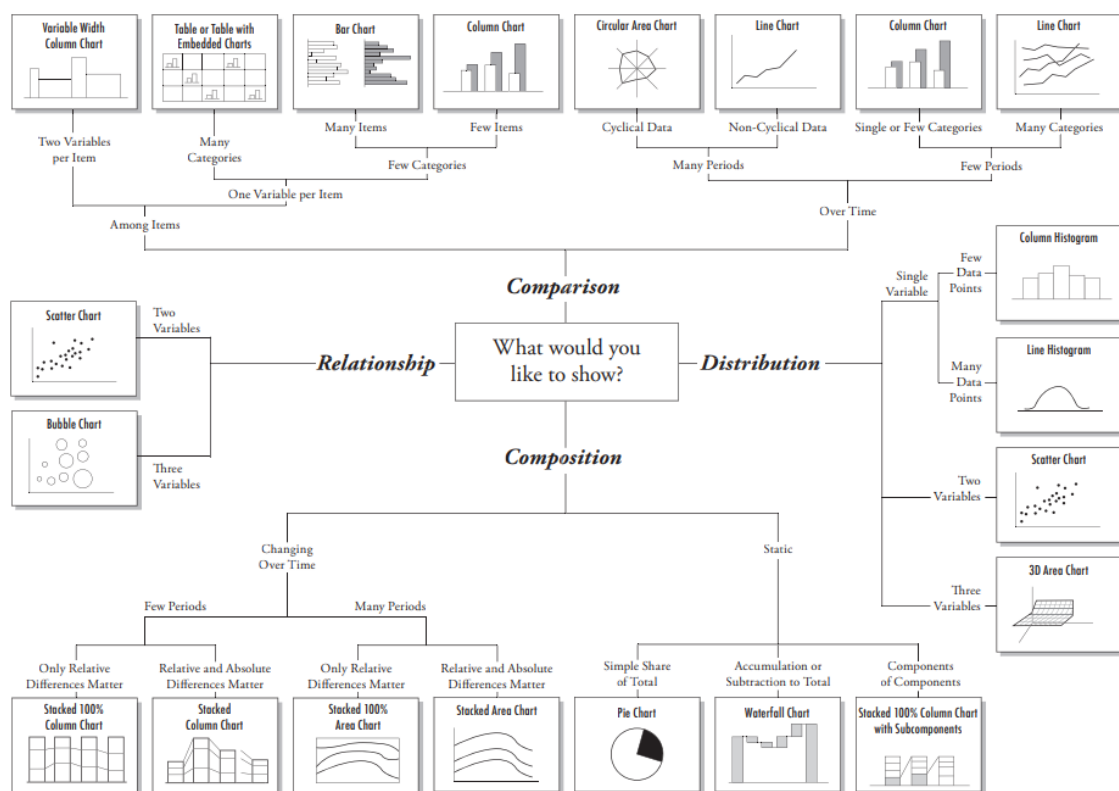 Variable Width
Column Chart
Table or Table with
Embedded Charts
Bar Chart
Column Chart
Circular Area Chart
Line Chart
Column Chart
Line Chart
Two Variables
per Item
Many
Categories
Many Items
Few Items
Cyclical Data
Non-Cyclical Data
Single or Few Categories
Many Categories
Few Categories
Many Periods
Few Periods
One Variable per Item
Among Items
Over Time
Comparison
Relationship
What would you
like to show?
Distribution
Composition
Scatter Chart
Two
Variables
Bubble Chart
Three
Variables
Single
Variable
Few
Data
Points
Column Histogram
Many
Data
Points
Line Histogram
Two
Variables
Scatter Chart
Three
Variables
3D Area Chart
Changing
Over Time
Static
Few Periods
Many Periods
Only Relative
Differences Matter
Relative and Absolute
Differences Matter
Only Relative
Differences Matter
Relative and Absolute
Differences Matter
Simple Share
of Total
Accumulation or
Subtraction to Total
Components
of Components
Stacked 100%
Column Chart
Stacked
Column Chart
Stacked 100%
Area Chart
Stacked Area Chart
Pie Chart
Waterfall Chart
Stacked 100% Column Chart
with Subcomponents